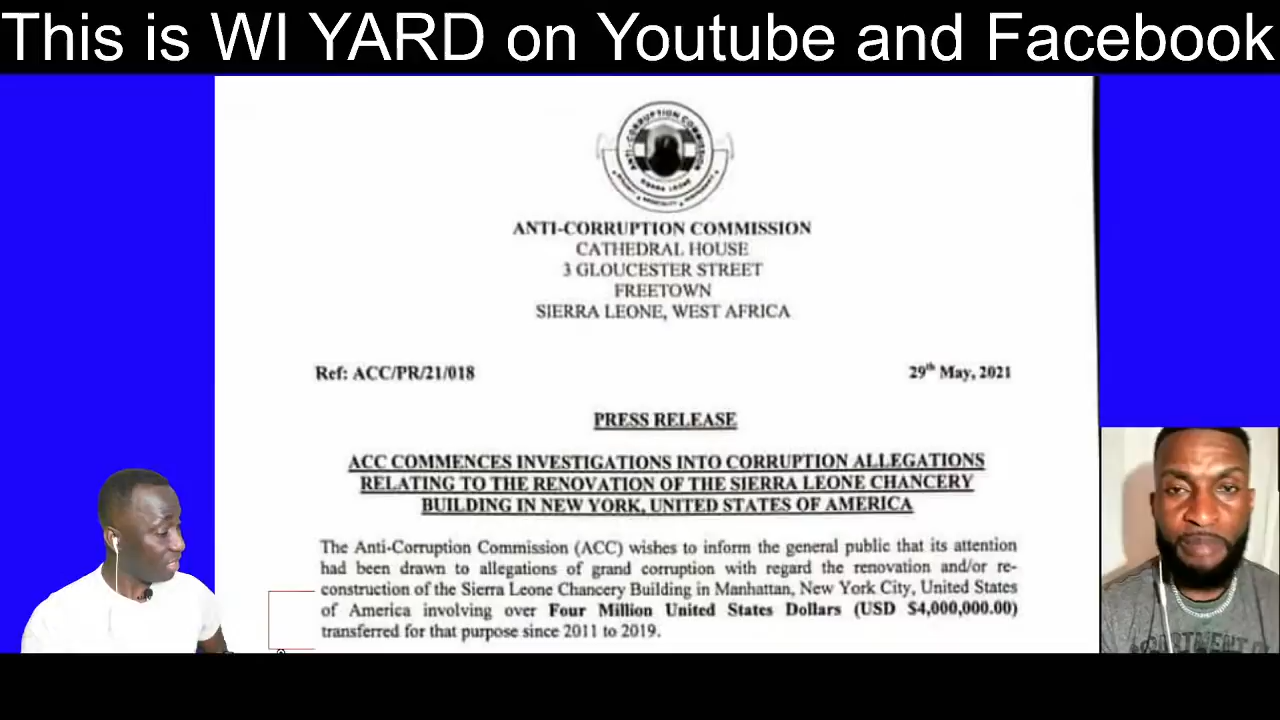 This is WI YARD on Youtube and Facebook
ANTI-CORRUPTION COMMISSION
SIERRA LEONE
ANTI-CORRUPTION COMMISSION
CATHEDRAL HOUSE
3 GLOUCESTER STREET
FREETOWN
SIERRA LEONE, WEST AFRICA
Ref: ACC/PR/21/018
29th May, 2021
PRESS RELEASE
ACC COMMENCES INVESTIGATIONS INTO CORRUPTION ALLEGATIONS
RELATING TO THE RENOVATION OF THE SIERRA LEONE CHANCERY
BUILDING IN NEW YORK, UNITED STATES OF AMERICA
The Anti-Corruption Commission (ACC) wishes to inform the general public that its attention
had been drawn to allegations of grand corruption with regard the renovation and/or re-
construction of the Sierra Leone Chancery Building in Manhattan, New York City, United States
of America involving over Four Million United States Dollars (USD $4,000,000.00)
transferred for that purpose since 2011 to 2019.